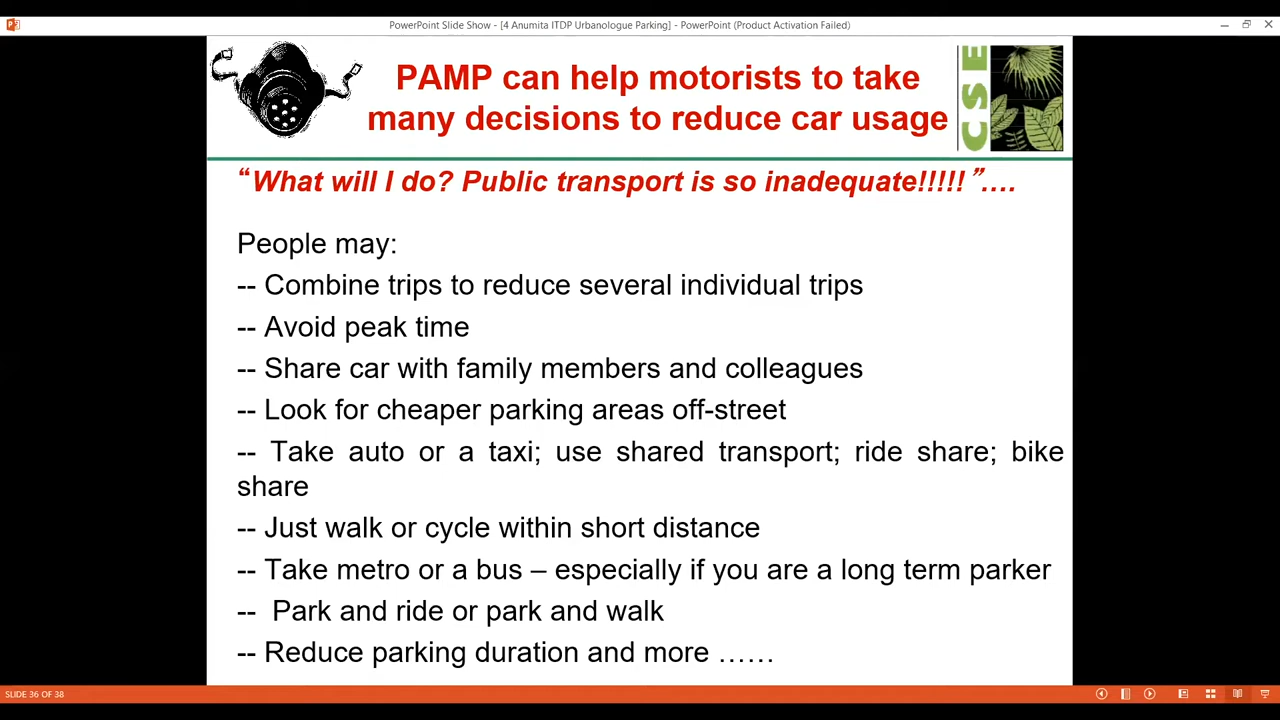 PowerPoint Slide Show - [4 Anumita ITDP Urbanologue Parking] - PowerPoint (Product Activation Failed)
PAMP can help motorists to take
many decisions to reduce car usage
CSE
“What will I do? Public transport is so inadequate!!!!!”….
People may:
-- Combine trips to reduce several individual trips
-- Avoid peak time
-- Share car with family members and colleagues
-- Look for cheaper parking areas off-street
-- Take auto or a taxi; use shared transport; ride share; bike
share
-- Just walk or cycle within short distance
-- Take metro or a bus – especially if you are a long term parker
-- Park and ride or park and walk
-- Reduce parking duration and more ……
SLIDE 36 OF 38